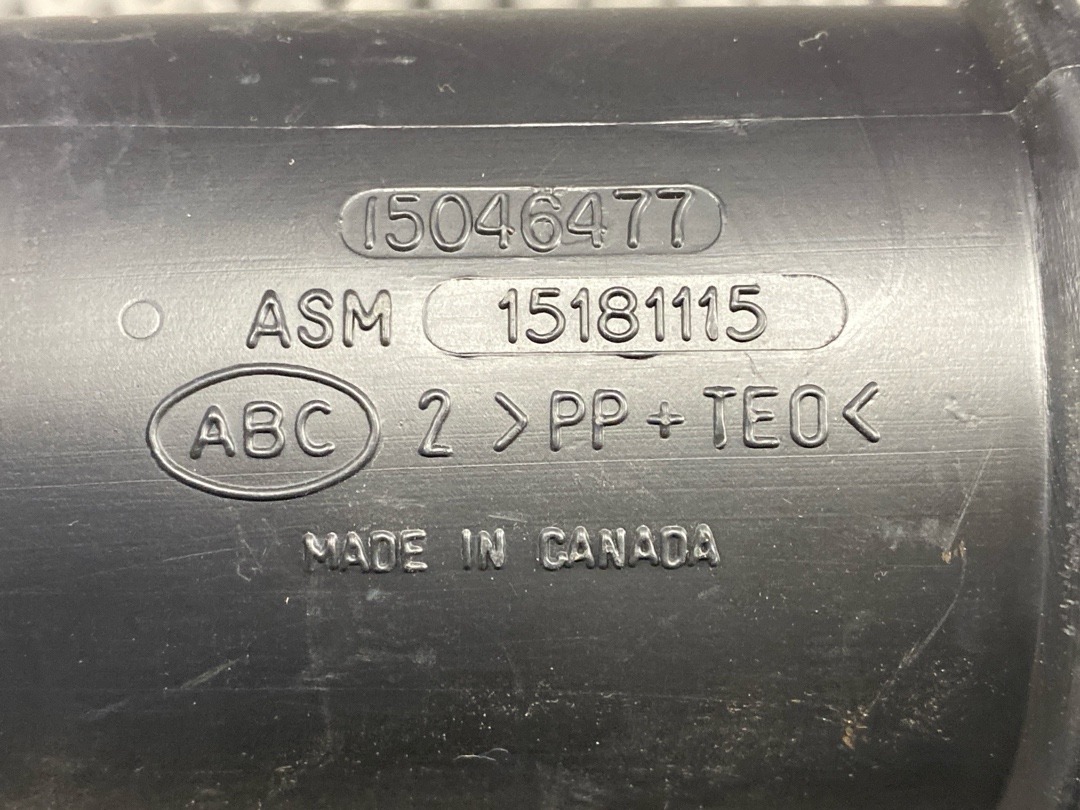 15046477
ASM 15181115
ABC 2 >PP+TEO<
MADE IN CANADA